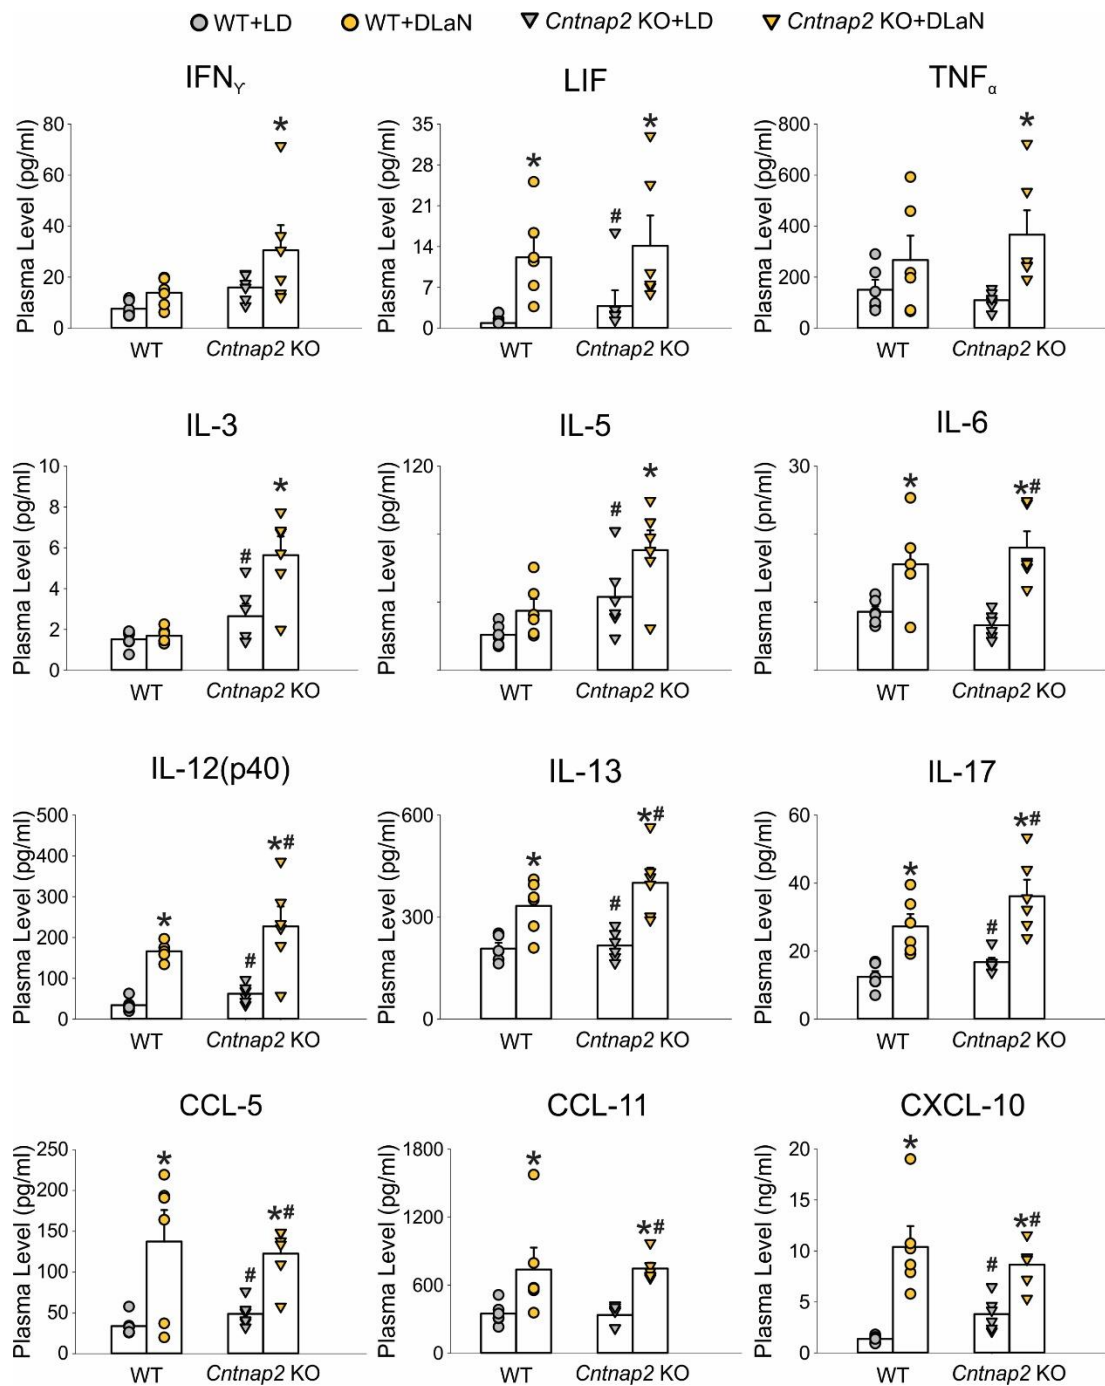 WT+LD WT+DLaN Cntnap2 KO+LD Cntnap2 KO+DLaN
IFNγ LIF TNFα
Plasma Level (pg/ml) Plasma Level (pg/ml) Plasma Level (pg/ml)
80 35 800
* * * *
28
60 600
#
21
40 400
14
20 200
7
0 0 0
WT Cntnap2 KO WT Cntnap2 KO WT Cntnap2 KO
IL-3 IL-5 IL-6
Plasma Level (pg/ml) Plasma Level (pg/ml) Plasma Level (pn/ml)
10 120 30
* * * *#
8
# #
6
4
2
0
WT Cntnap2 KO WT Cntnap2 KO WT Cntnap2 KO
IL-12(p40) IL-13 IL-17
Plasma Level (pg/ml) Plasma Level (pg/ml) Plasma Level (pg/ml)
500 600 60
*# *# *#
400
* * *
40
300
300
# # #
200
20
100
0 0 0
WT Cntnap2 KO WT Cntnap2 KO WT Cntnap2 KO
CCL-5 CCL-11 CXCL-10
Plasma Level (pg/ml) Plasma Level (pg/ml) Plasma Level (ng/ml)
250 1800 20
* * *
200
15
*# *# *#
1200
150
10
100
# #
600
5
50
0 0 0
WT Cntnap2 KO WT Cntnap2 KO WT Cntnap2 KO